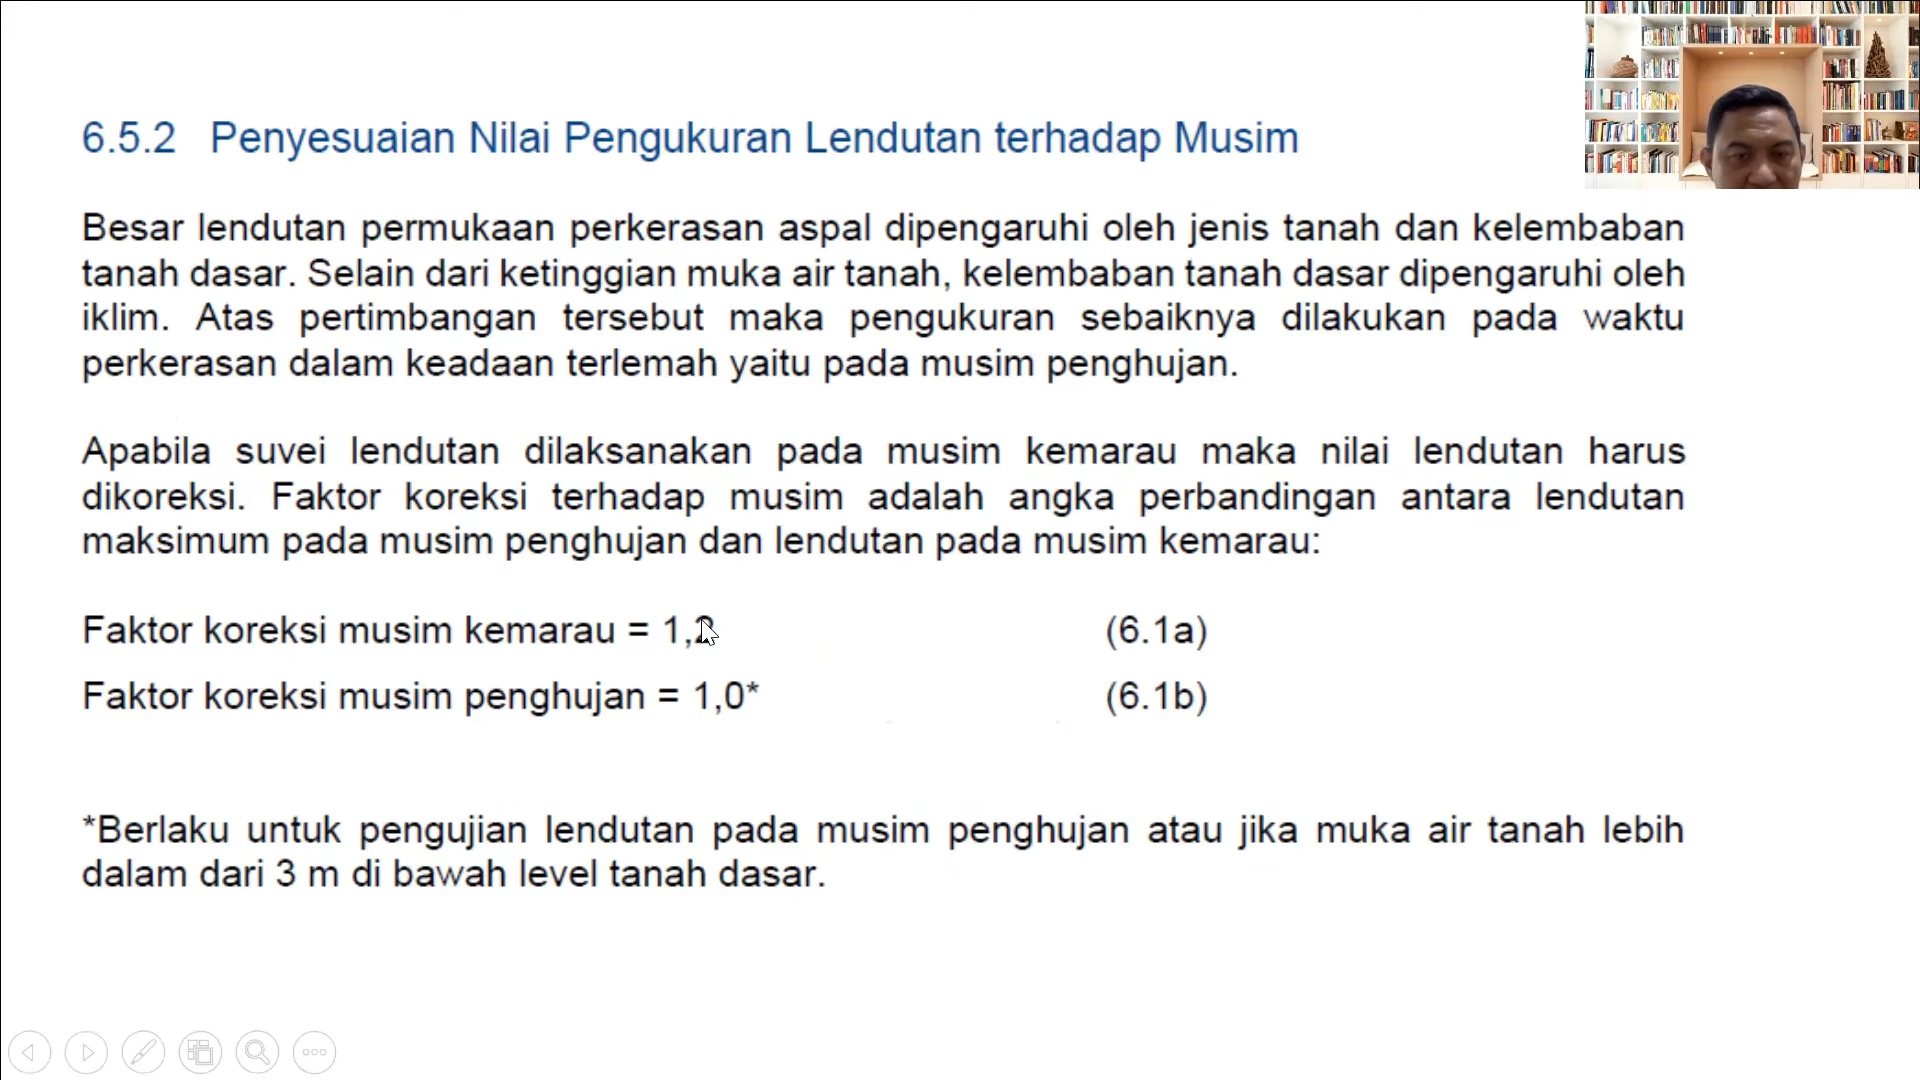 6.5.2 Penyesuaian Nilai Pengukuran Lendutan terhadap Musim
Besar lendutan permukaan perkerasan aspal dipengaruhi oleh jenis tanah dan kelembaban
tanah dasar. Selain dari ketinggian muka air tanah, kelembaban tanah dasar dipengaruhi oleh
iklim. Atas pertimbangan tersebut maka pengukuran sebaiknya dilakukan pada waktu
perkerasan dalam keadaan terlemah yaitu pada musim penghujan.
Apabila suvei lendutan dilaksanakan pada musim kemarau maka nilai lendutan harus
dikoreksi. Faktor koreksi terhadap musim adalah angka perbandingan antara lendutan
maksimum pada musim penghujan dan lendutan pada musim kemarau:
Faktor koreksi musim kemarau = 1,2 (6.1a)
Faktor koreksi musim penghujan = 1,0* (6.1b)
*Berlaku untuk pengujian lendutan pada musim penghujan atau jika muka air tanah lebih
dalam dari 3 m di bawah level tanah dasar.